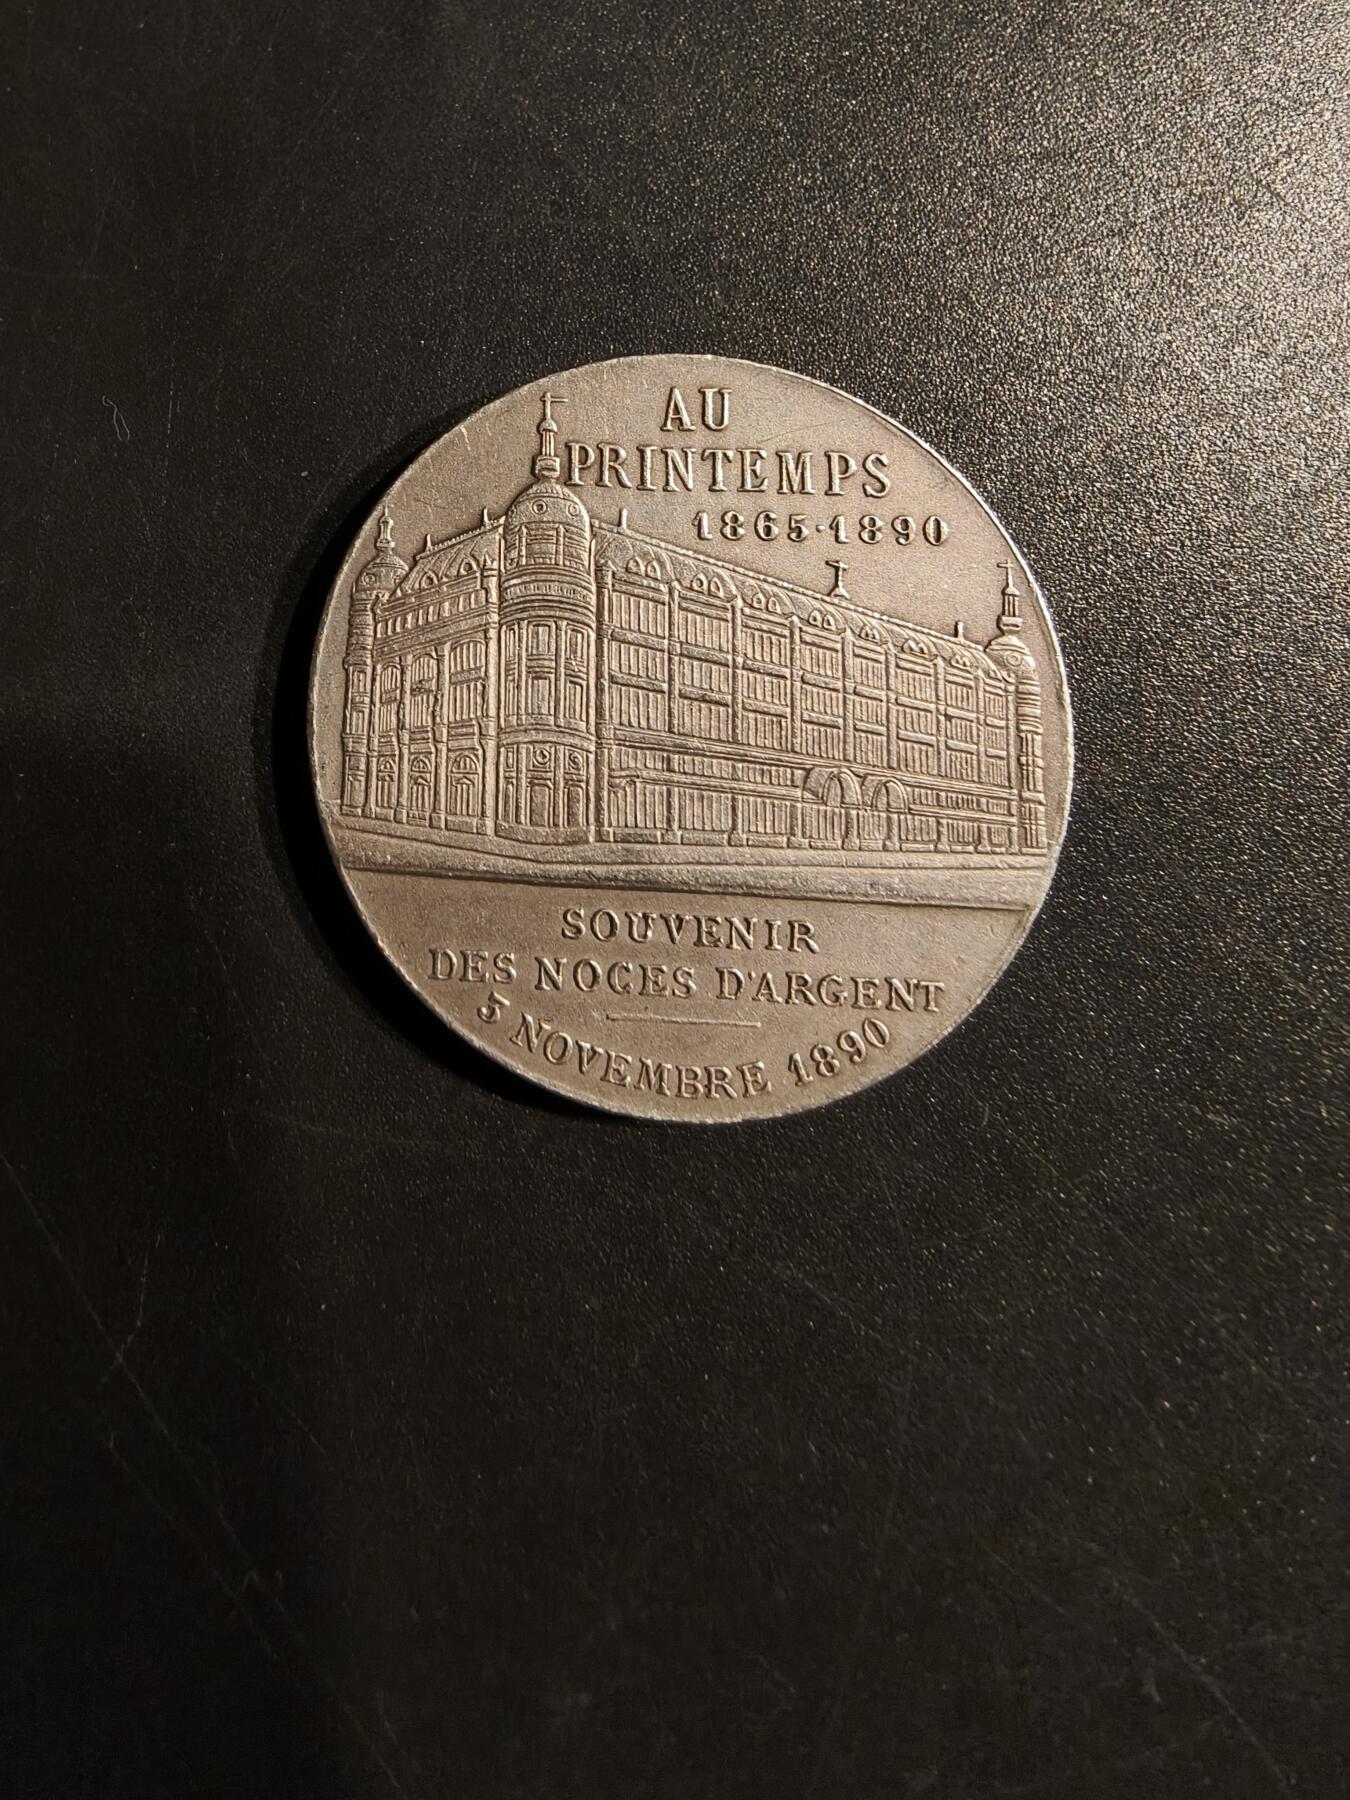 AU
PRINTEMPS
1865·1890
SOUVENIR
DES NOCES D'ARGENT
3 NOVEMBRE 1890